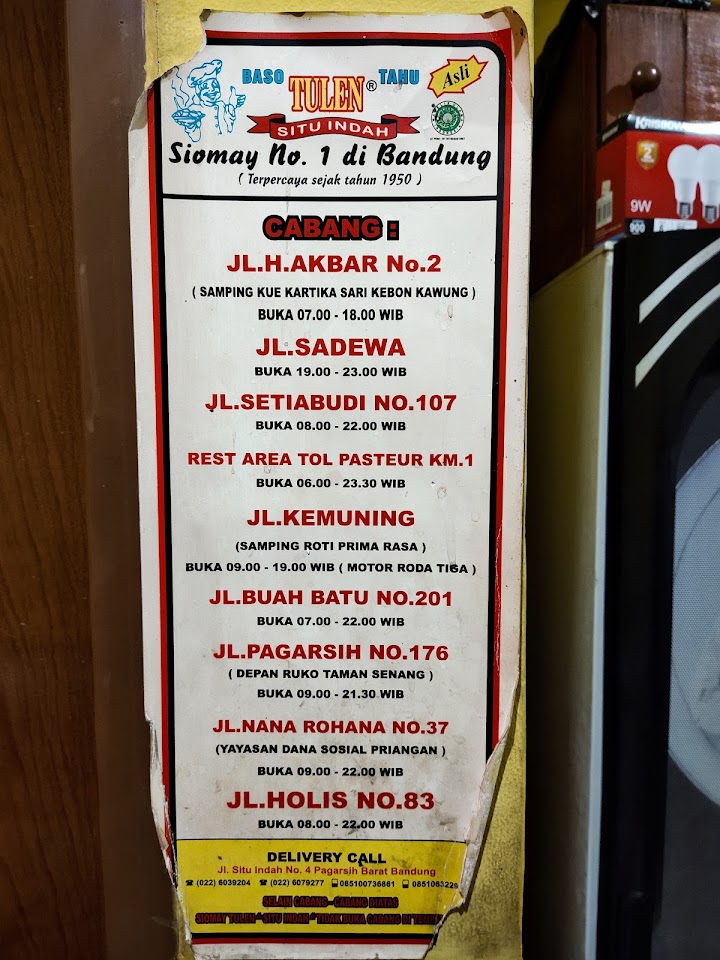 BASO TULEN® TAHU Asli
SITU INDAH
Siomay No. 1 di Bandung
( Terpercaya sejak tahun 1950 )
CABANG :
JL.H.AKBAR No.2
( SAMPING KUE KARTIKA SARI KEBON KAWUNG )
BUKA 07.00 - 18.00 WIB
JL.SADEWA
BUKA 19.00 - 23.00 WIB
JL.SETIABUDI NO.107
BUKA 08.00 - 22.00 WIB
REST AREA TOL PASTEUR KM.1
BUKA 06.00 - 23.30 WIB
JL.KEMUNING
(SAMPING ROTI PRIMA RASA )
BUKA 09.00 - 19.00 WIB ( MOTOR RODA TIGA )
JL.BUAH BATU NO.201
BUKA 07.00 - 22.00 WIB
JL.PAGARSIH NO.176
( DEPAN RUKO TAMAN SENANG )
BUKA 09.00 - 21.30 WIB
JL.NANA ROHANA NO.37
(YAYASAN DANA SOSIAL PRIANGAN )
BUKA 09.00 - 22.00 WIB
JL.HOLIS NO.83
BUKA 08.00 - 22.00 WIB
DELIVERY CALL
Jl. Situ Indah No. 4 Pagarsih Barat Bandung
(022) 6039204 (022) 6079277 085100736861
SELAIN CABANG - CABANG DIATAS
SIOMAY TULEN " SITU INDAH " TIDAK BUKA CABANG DI
KRISBOW
9W